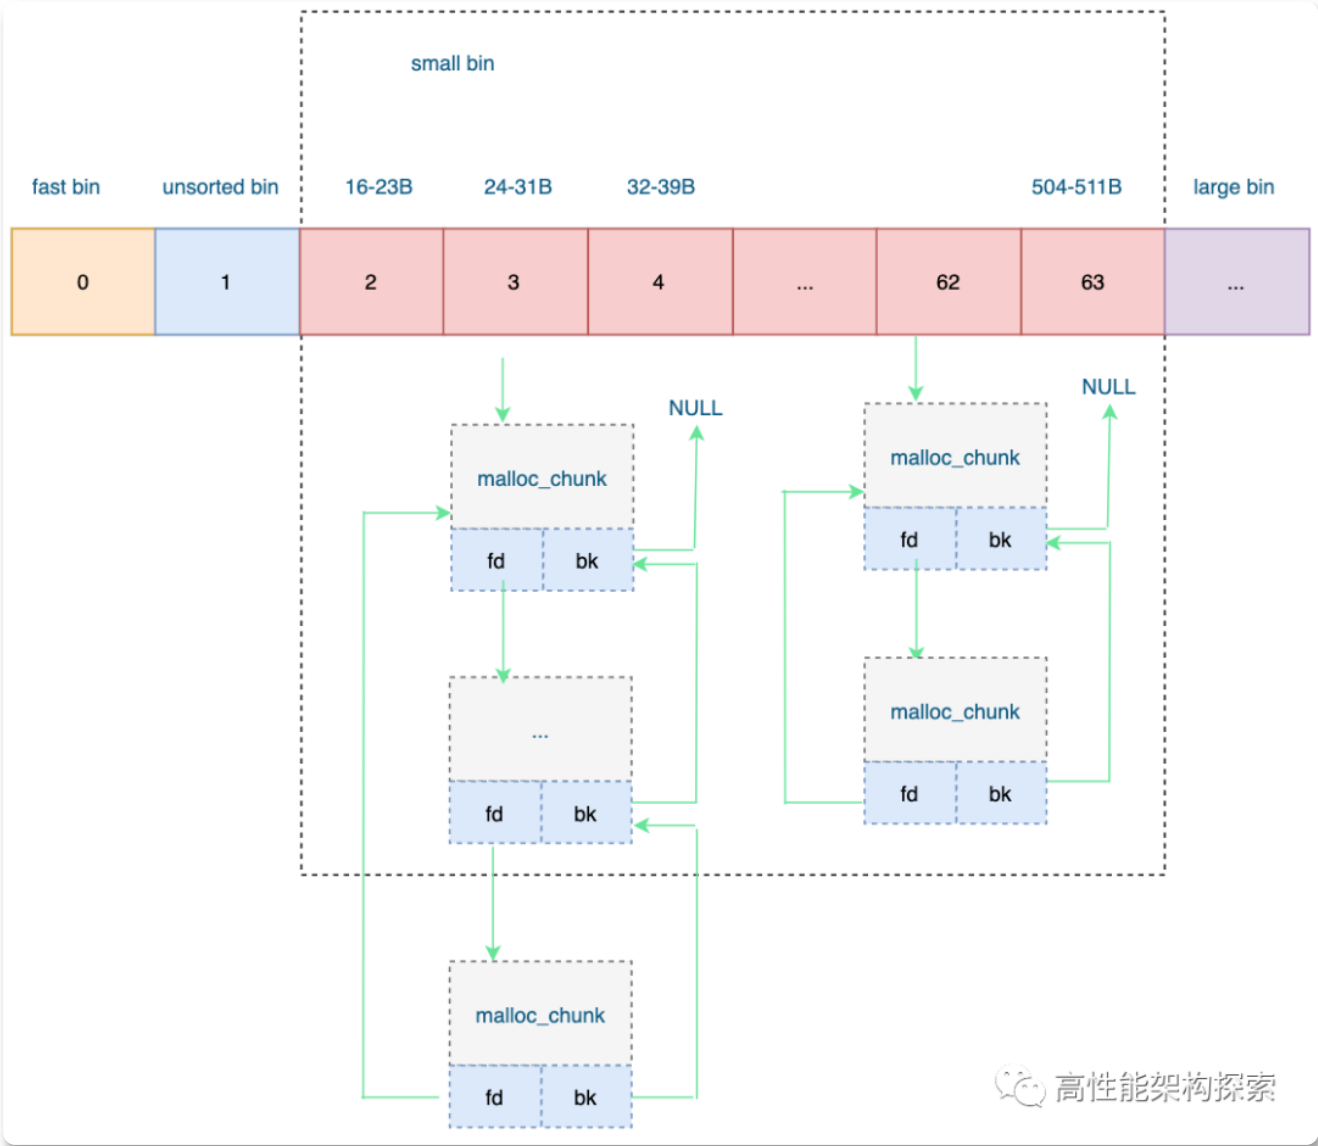 small bin
fast bin
unsorted bin
16-23B
24-31B
32-39B
504-511B
large bin
0
1
2
3
4
...
62
63
...
NULL
NULL
malloc_chunk
malloc_chunk
fd
bk
fd
bk
...
malloc_chunk
fd
bk
fd
bk
malloc_chunk
fd
bk
高性能架构探索